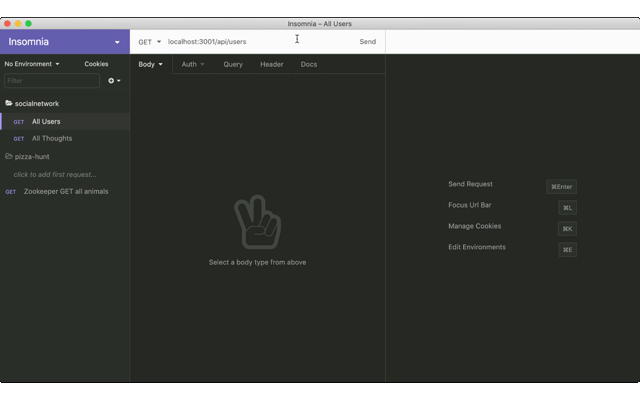 Insomnia – All Users
Insomnia
GET localhost:3001/api/users Send
No Environment Cookies
Body Auth Query Header Docs
Filter
socialnetwork
GET All Users
GET All Thoughts
pizza-hunt
click to add first request...
GET Zookeeper GET all animals
Select a body type from above
Send Request ⌘Enter
Focus Url Bar ⌘L
Manage Cookies ⌘K
Edit Environments ⌘E